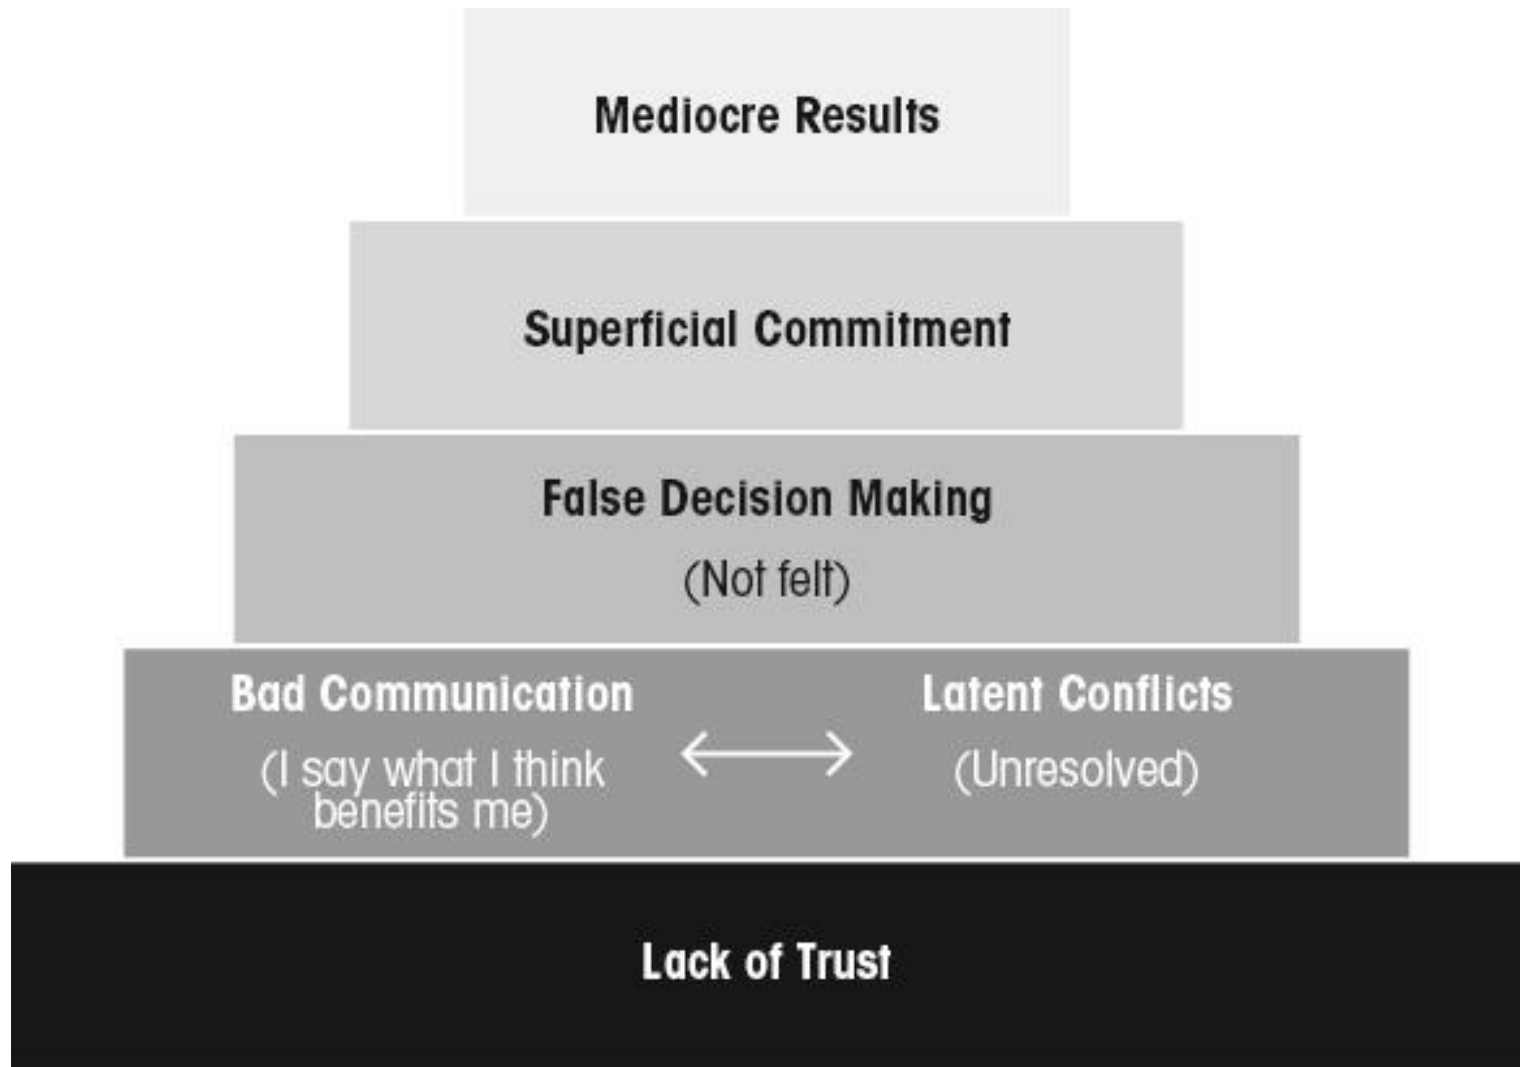 Mediocre Results
Superficial Commitment
False Decision Making
(Not felt)
Bad Communication
(I say what I think
benefits me)
Latent Conflicts
(Unresolved)
Lack of Trust